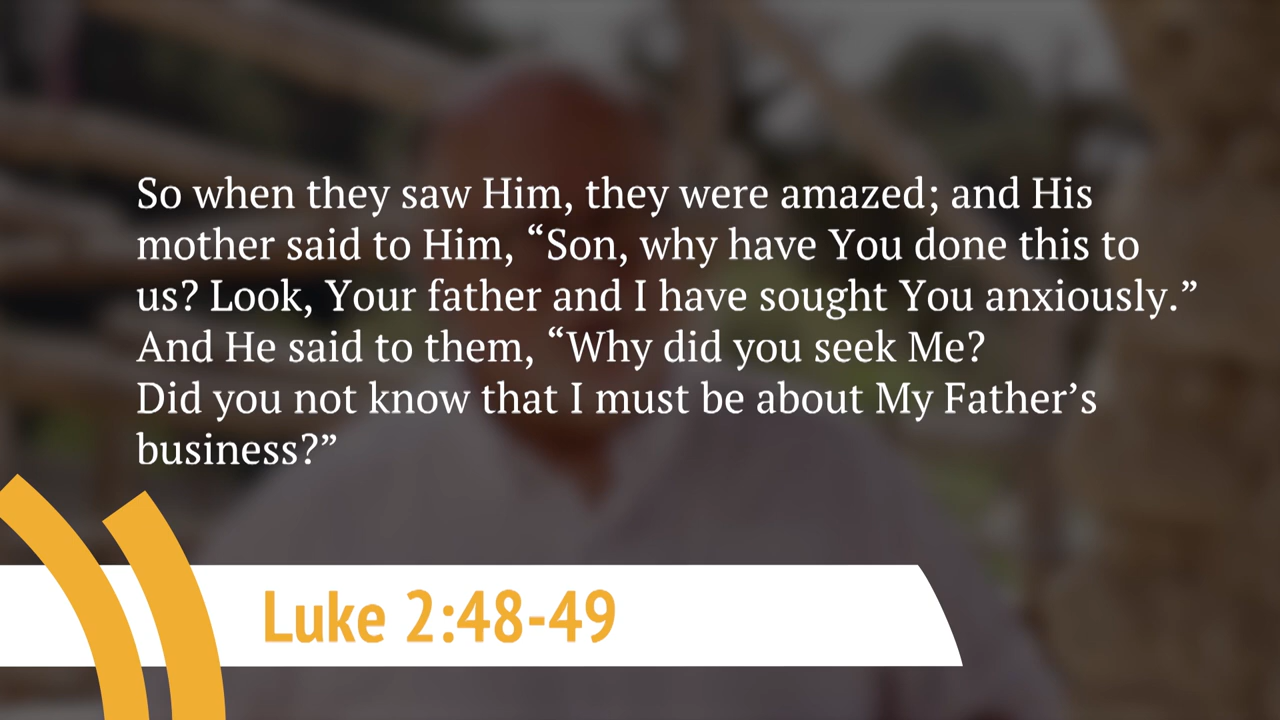 So when they saw Him, they were amazed; and His
mother said to Him, “Son, why have You done this to
us? Look, Your father and I have sought You anxiously.”
And He said to them, “Why did you seek Me?
Did you not know that I must be about My Father’s
business?”
Luke 2:48-49